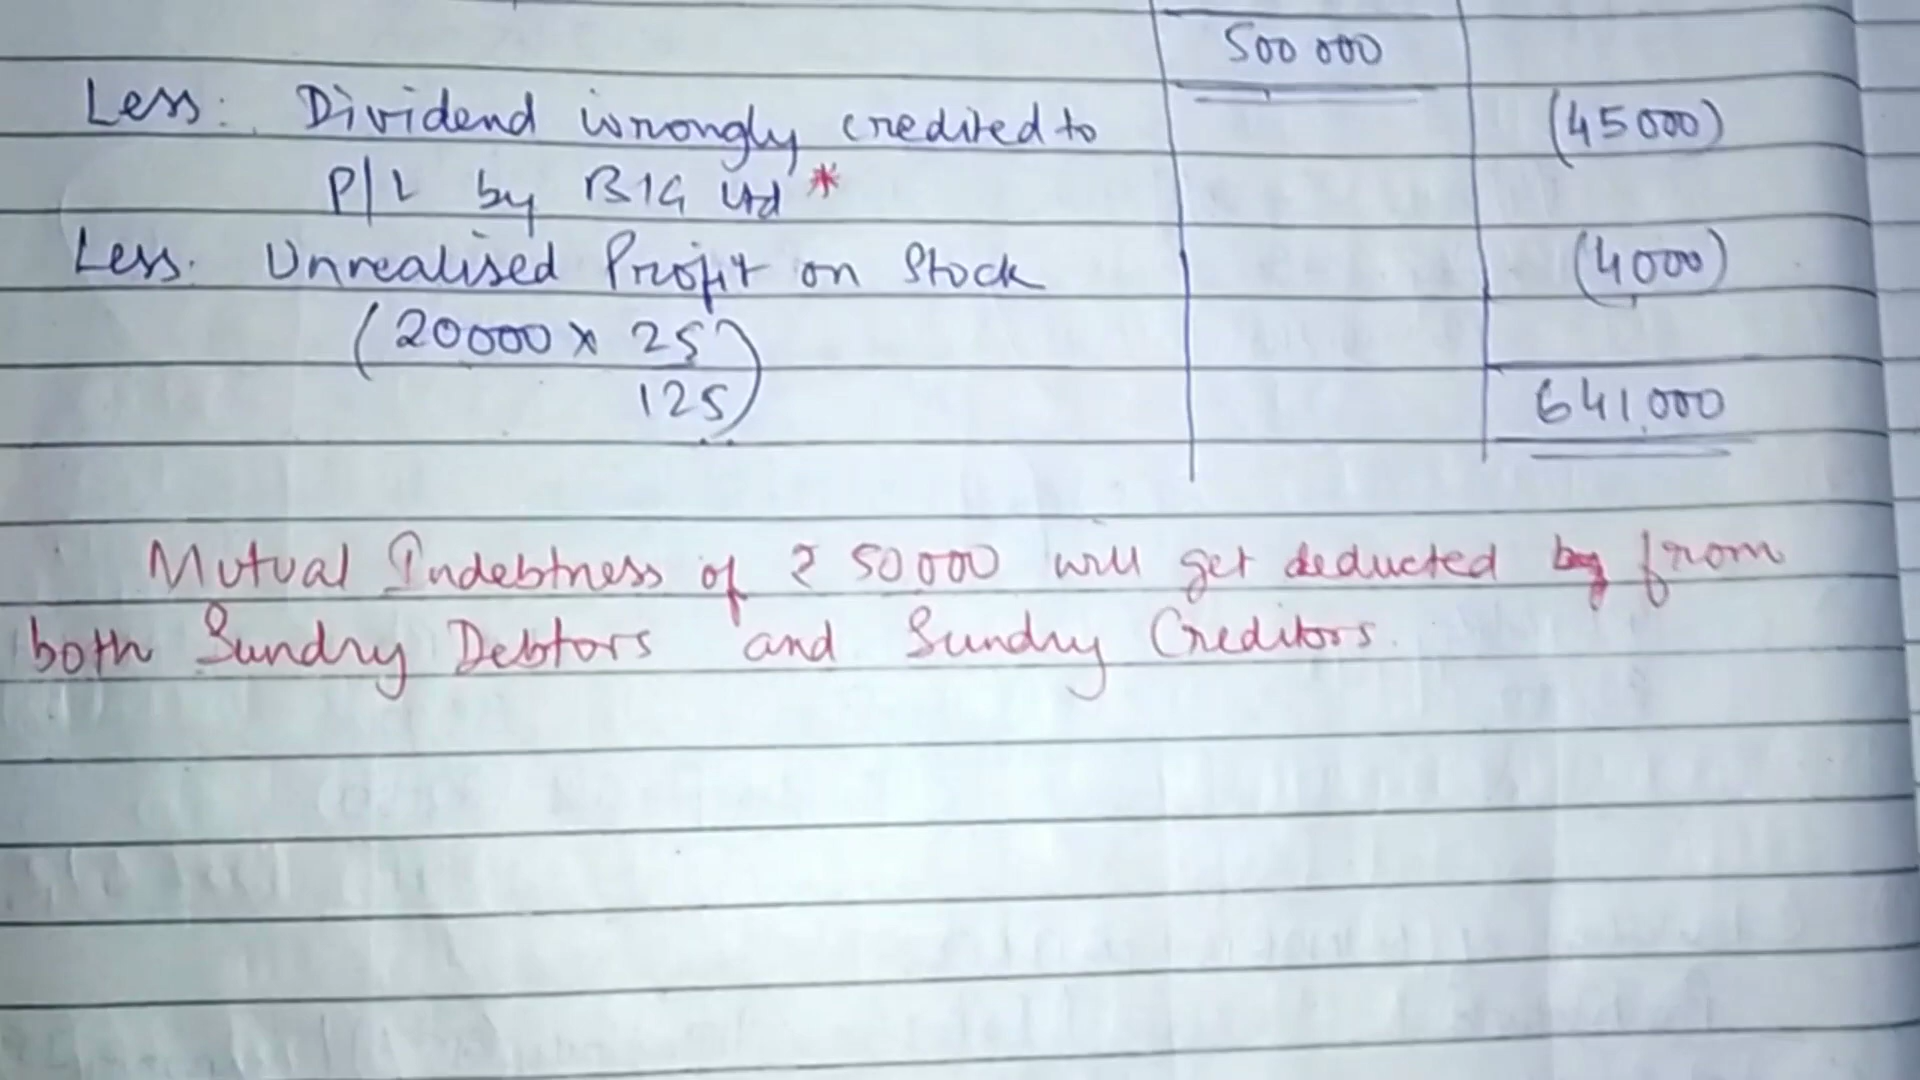 500 000
Less: Dividend wrongly credited to (45000)
P/L by BIG Ltd *
Less. Unrealised Profit on Stock (4000)
(20000 × 25
125) 641,000
Mutual Indebtness of ₹ 50000 will get deducted by from
both Sundry Debtors and Sundry Creditors.